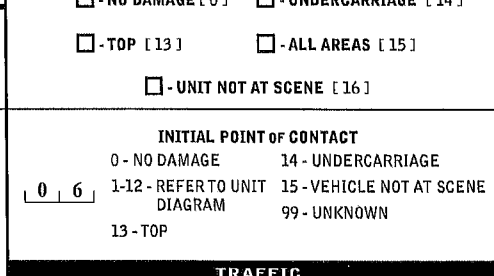 ☐ - NO DAMAGE [ 0 ] ☐ - UNDERCARRIAGE [ 14 ]
☐ - TOP [ 13 ] ☐ - ALL AREAS [ 15 ]
☐ - UNIT NOT AT SCENE [ 16 ]
INITIAL POINT OF CONTACT
0 - NO DAMAGE 14 - UNDERCARRIAGE
0 6 1-12 - REFER TO UNIT 15 - VEHICLE NOT AT SCENE
DIAGRAM 99 - UNKNOWN
13 - TOP
TRAFFIC